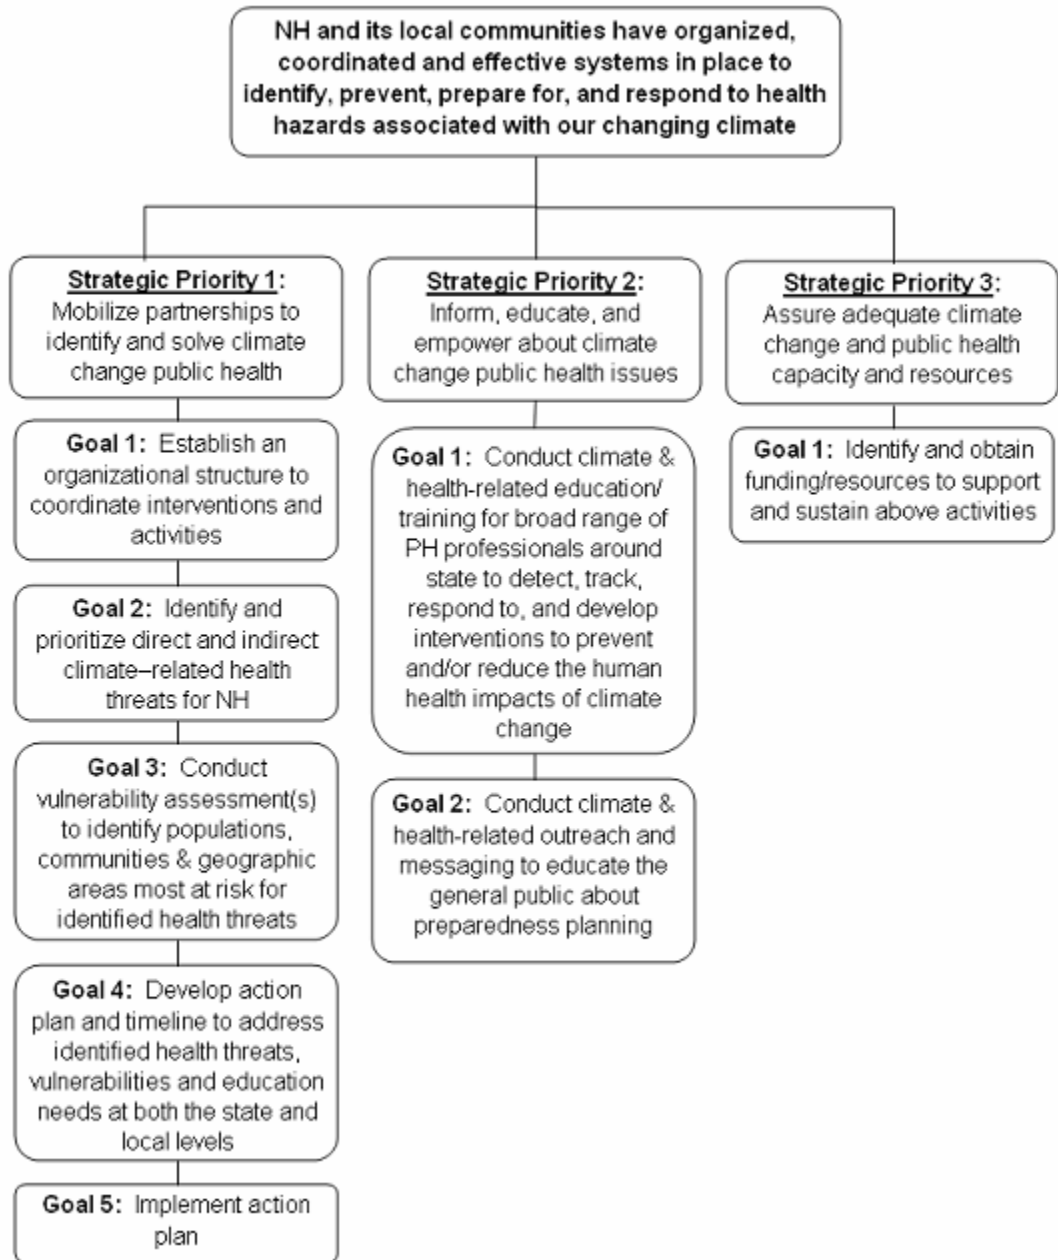 NH and its local communities have organized,
coordinated and effective systems in place to
identify, prevent, prepare for, and respond to health
hazards associated with our changing climate
Strategic Priority 1:
Mobilize partnerships to
identify and solve climate
change public health
Goal 1: Establish an
organizational structure to
coordinate interventions and
activities
Goal 2: Identify and
prioritize direct and indirect
climate–related health
threats for NH
Goal 3: Conduct
vulnerability assessment(s)
to identify populations,
communities & geographic
areas most at risk for
identified health threats
Goal 4: Develop action
plan and timeline to address
identified health threats,
vulnerabilities and education
needs at both the state and
local levels
Goal 5: Implement action
plan
Strategic Priority 2:
Inform, educate, and
empower about climate
change public health issues
Goal 1: Conduct climate &
health-related education/
training for broad range of
PH professionals around
state to detect, track,
respond to, and develop
interventions to prevent
and/or reduce the human
health impacts of climate
change
Goal 2: Conduct climate &
health-related outreach and
messaging to educate the
general public about
preparedness planning
Strategic Priority 3:
Assure adequate climate
change and public health
capacity and resources
Goal 1: Identify and obtain
funding/resources to support
and sustain above activities